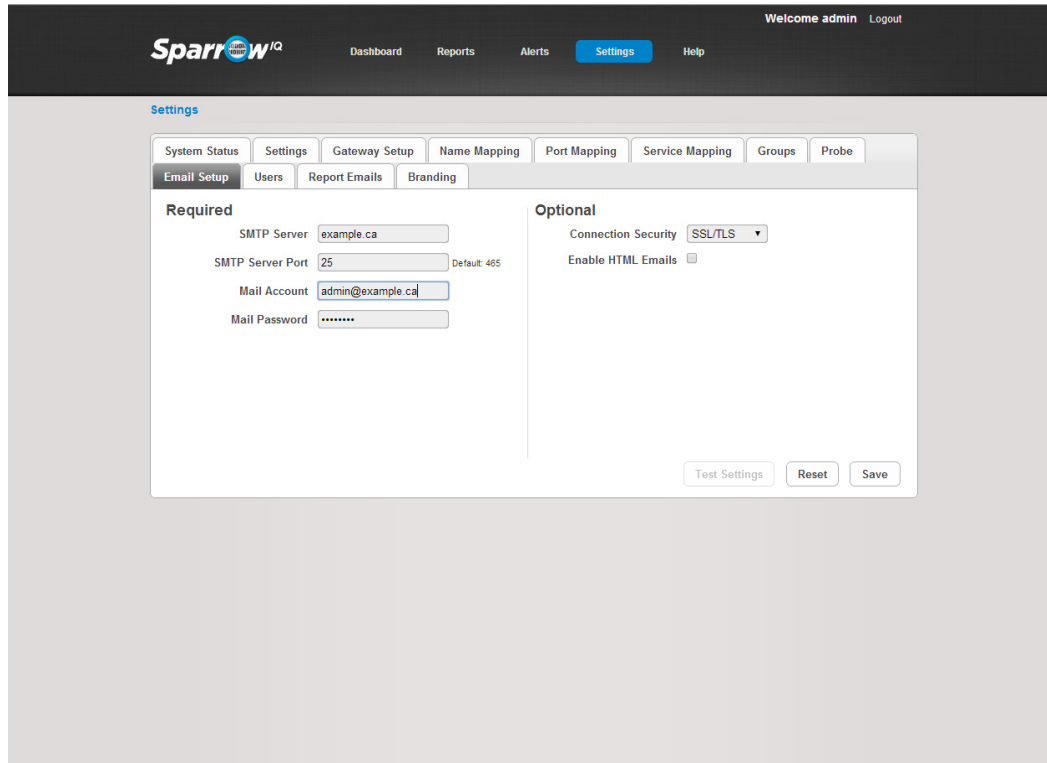 Welcome admin Logout
Sparrow IQ
Dashboard Reports Alerts Settings Help
Settings
System Status Settings Gateway Setup Name Mapping Port Mapping Service Mapping Groups Probe
Email Setup Users Report Emails Branding
Required
SMTP Server example.ca
SMTP Server Port 25 Default: 465
Mail Account admin@example.ca
Mail Password ••••••••
Optional
Connection Security SSL/TLS
Enable HTML Emails
Test Settings Reset Save